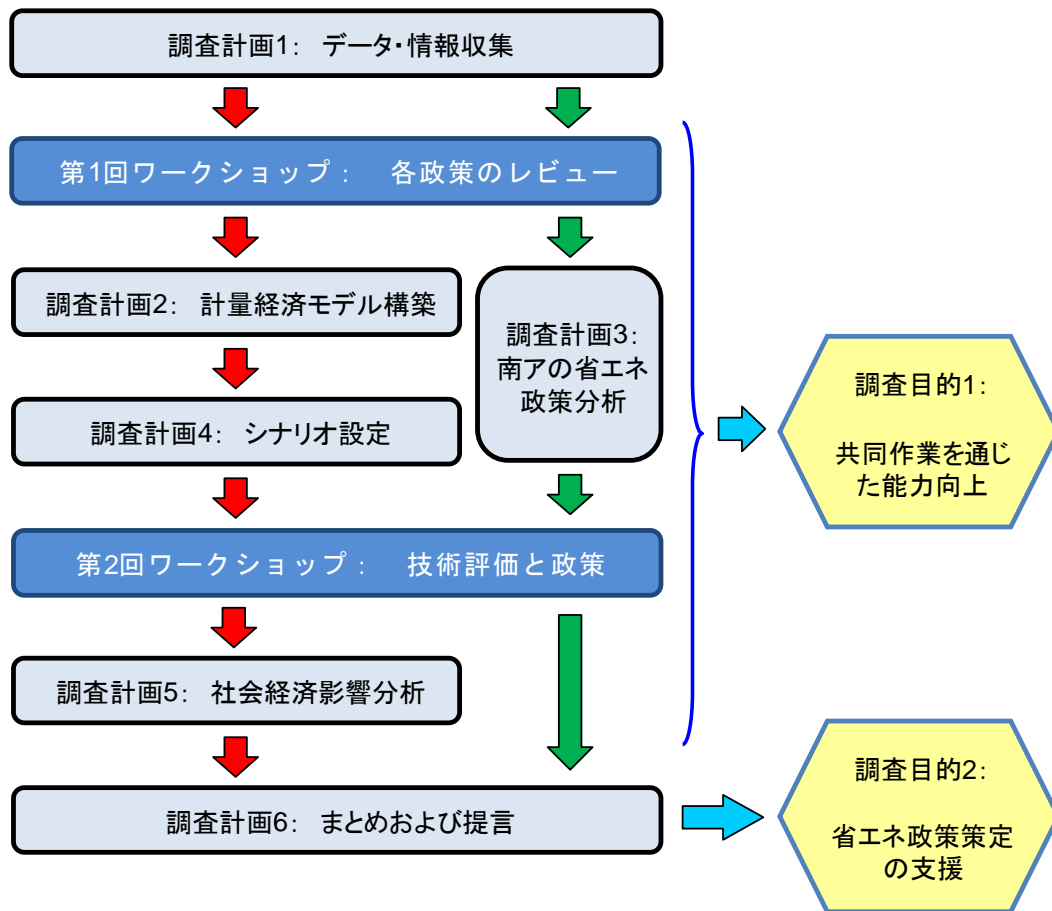 調査計画1： データ・情報収集
第1回ワークショップ： 各政策のレビュー
調査計画2： 計量経済モデル構築
調査計画3：
南アの省エネ
政策分析
調査計画4： シナリオ設定
第2回ワークショップ： 技術評価と政策
調査計画5： 社会経済影響分析
調査計画6： まとめおよび提言
調査目的1：
共同作業を通じ
た能力向上
調査目的2：
省エネ政策策定
の支援